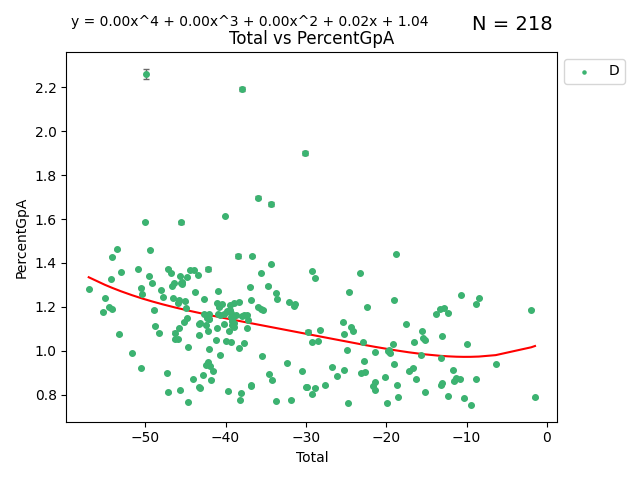 y = 0.00x^4 + 0.00x^3 + 0.00x^2 + 0.02x + 1.04
N = 218
Total vs PercentGpA
D
PercentGpA
2.2
2.0
1.8
1.6
1.4
1.2
1.0
0.8
−50 −40 −30 −20 −10 0
Total